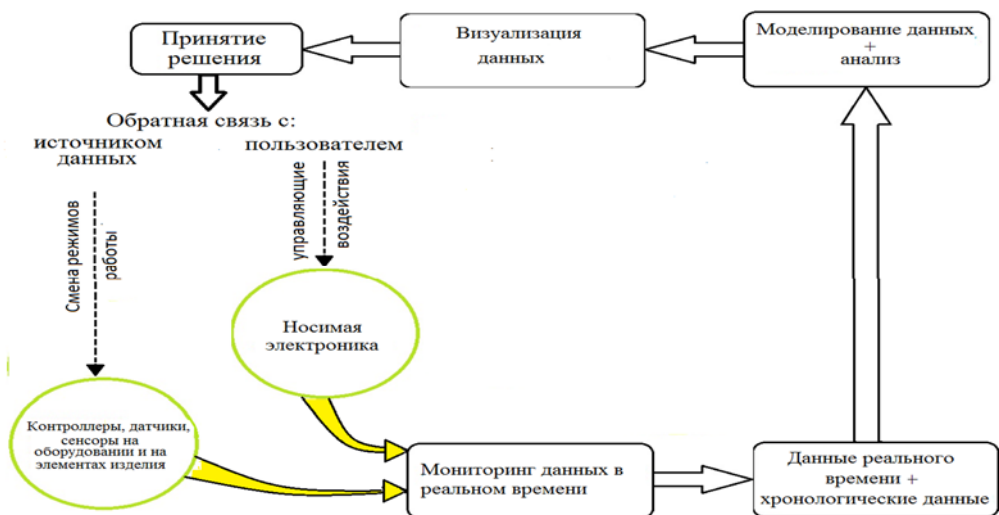 Принятие
решения
Визуализация
данных
Моделирование данных
+
анализ
Обратная связь с:
источником
данных
пользователем
Смена режимов
работы
управляющие
воздействия
Носимая
электроника
Контроллеры, датчики,
сенсоры на
оборудовании и на
элементах изделия
Мониторинг данных в
реальном времени
Данные реального
времени +
хронологические данные